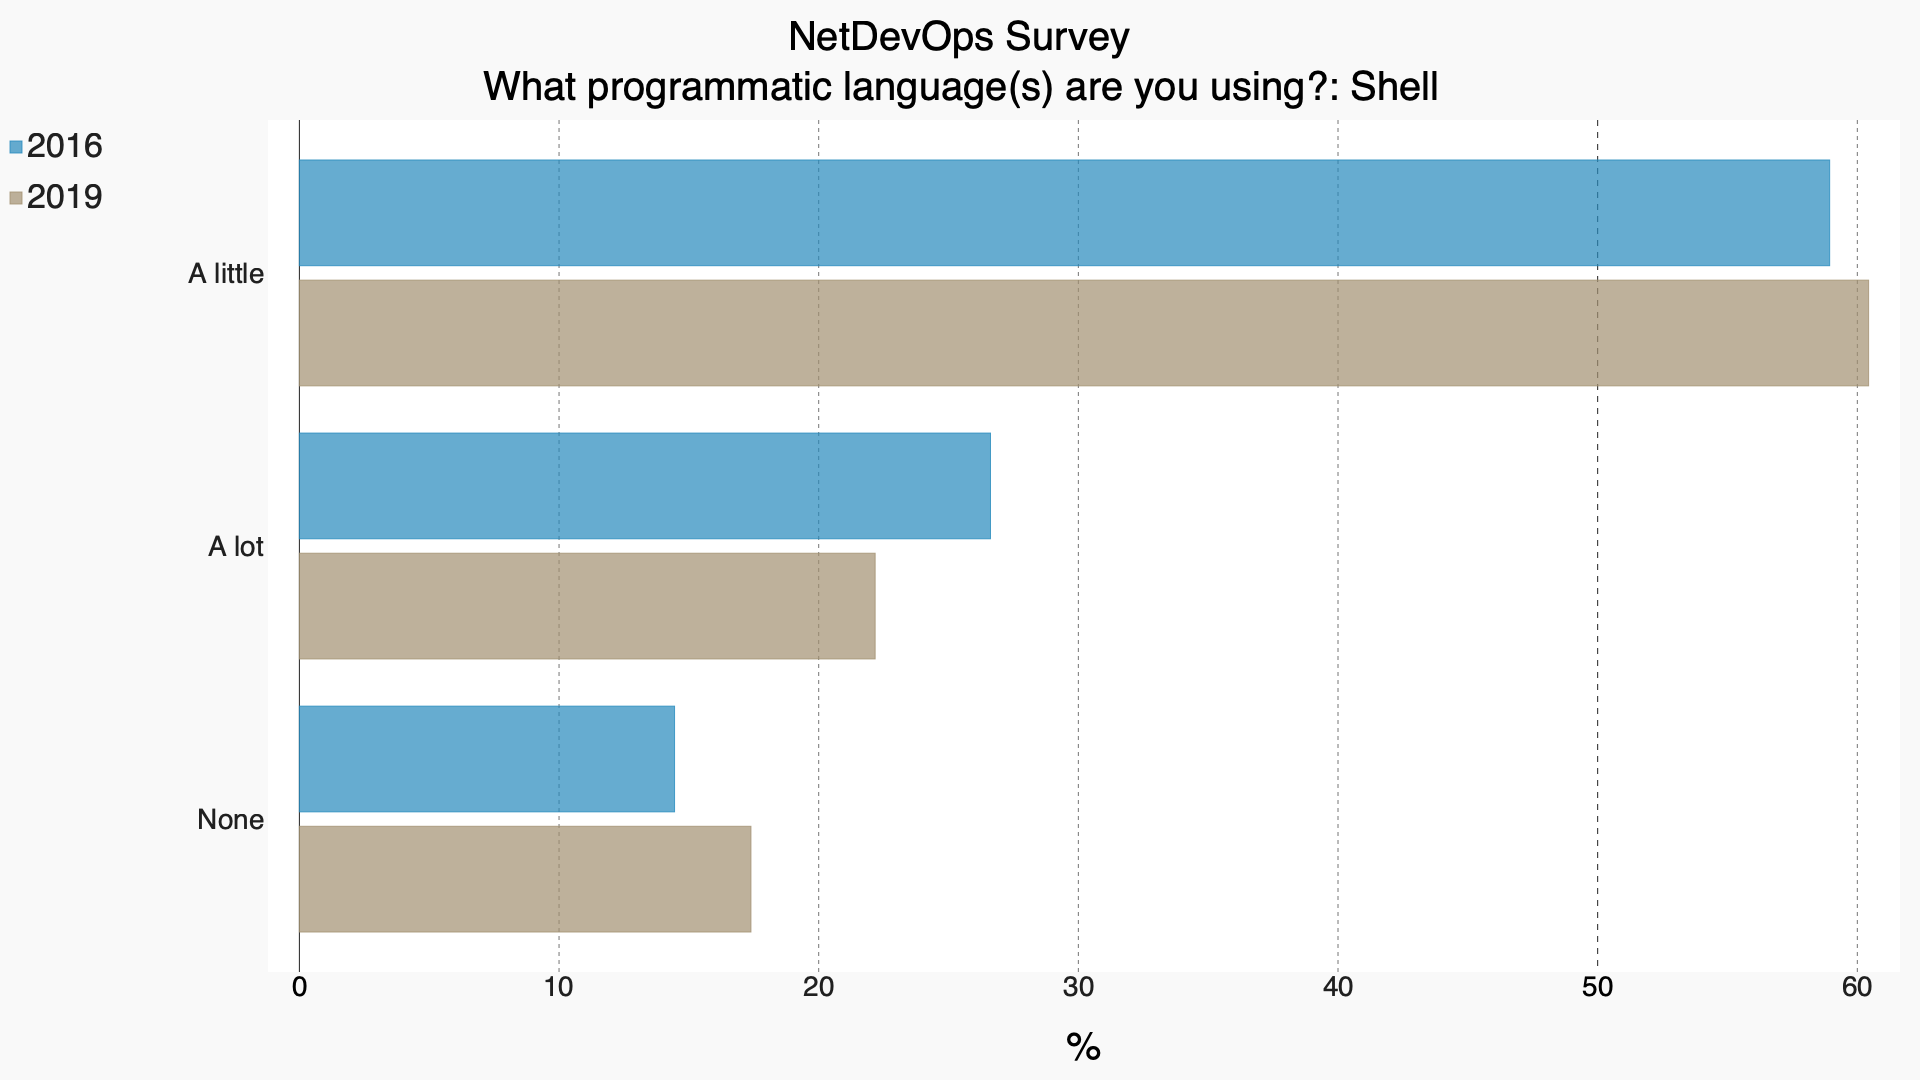 NetDevOps Survey
What programmatic language(s) are you using?: Shell
2016
2019
A little
A lot
None
0 10 20 30 40 50 60
%